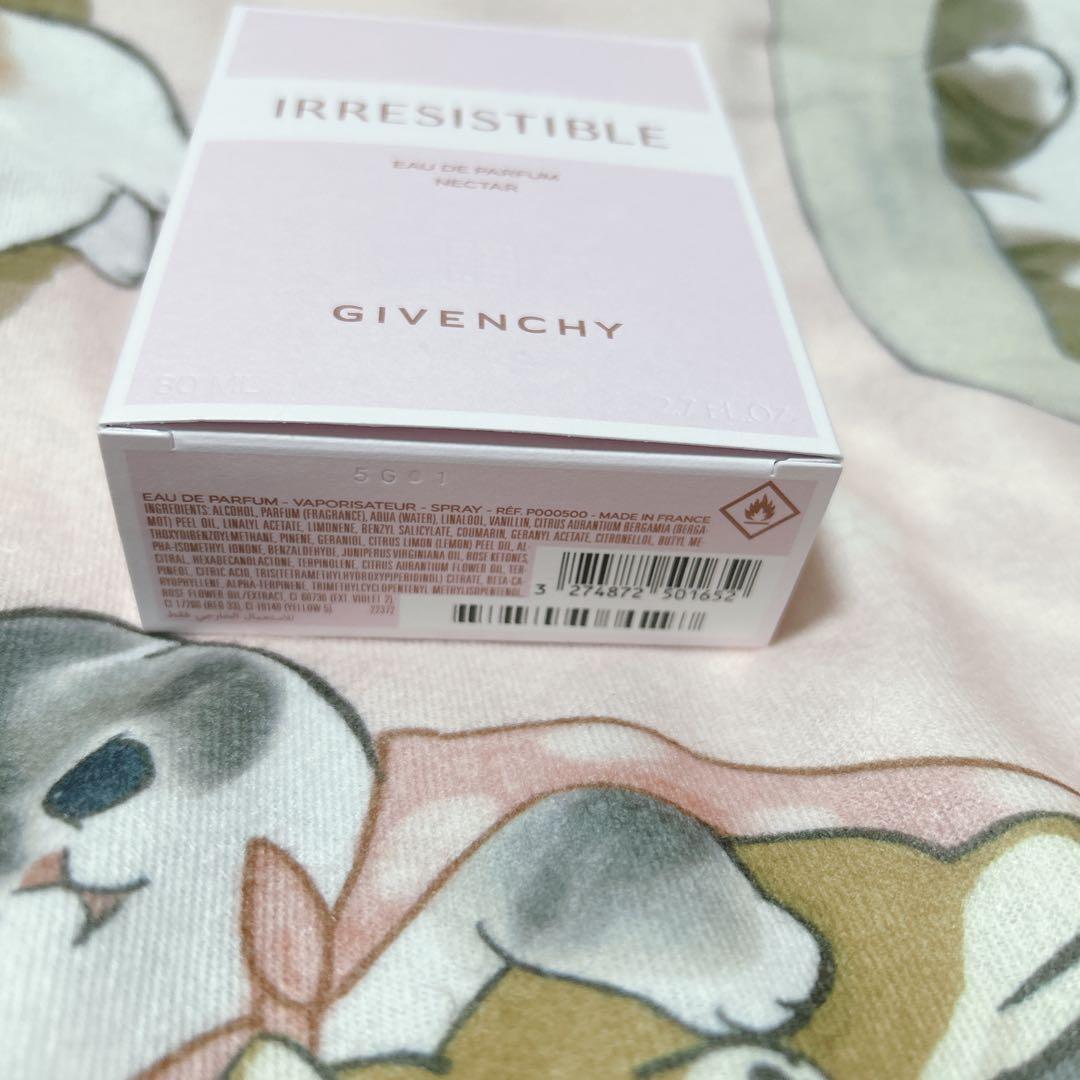 IRRESISTIBLE
EAU DE PARFUM
NECTAR
GIVENCHY
80 ML
2.7 FL.OZ
5G01
EAU DE PARFUM - VAPORISATEUR - SPRAY - RÉF. P000500 - MADE IN FRANCE
INGREDIENTS: ALCOHOL, PARFUM (FRAGRANCE), AQUA (WATER), LINALOOL, VANILLIN, CITRUS AURANTIUM BERGAMIA (BERGA
MOT) PEEL OIL, LINALYL ACETATE, LIMONENE, BENZYL SALICYLATE, COUMARIN, GERANYL ACETATE, CITRONELLOL, BUTYL ME
THOXYDIBENZOYLMETHANE, PINENE, GERANIOL, CITRUS LIMON (LEMON) PEEL OIL, AL-
PHA-ISOMETHYL IONONE, BENZALDEHYDE, JUNIPERUS VIRGINIANA OIL, ROSE KETONES,
CITRAL, HEXADECANOLACTONE, TERPINOLENE, CITRUS AURANTIUM FLOWER OIL, TER-
PINEOL, CITRIC ACID, TRIS(TETRAMETHYLHYDROXYPIPERIDINOL) CITRATE, BETA-CA
RYOPHYLLENE, ALPHA-TERPINENE, TRIMETHYLCYCLOPENTENYL METHYLISOPENTENOL,
ROSE FLOWER OIL/EXTRACT, CI 60730 (EXT. VIOLET 2),
CI 17200 (RED 33), CI 19140 (YELLOW 5). 22372
للاستعمال الخارجي فقط
3 274872 501652